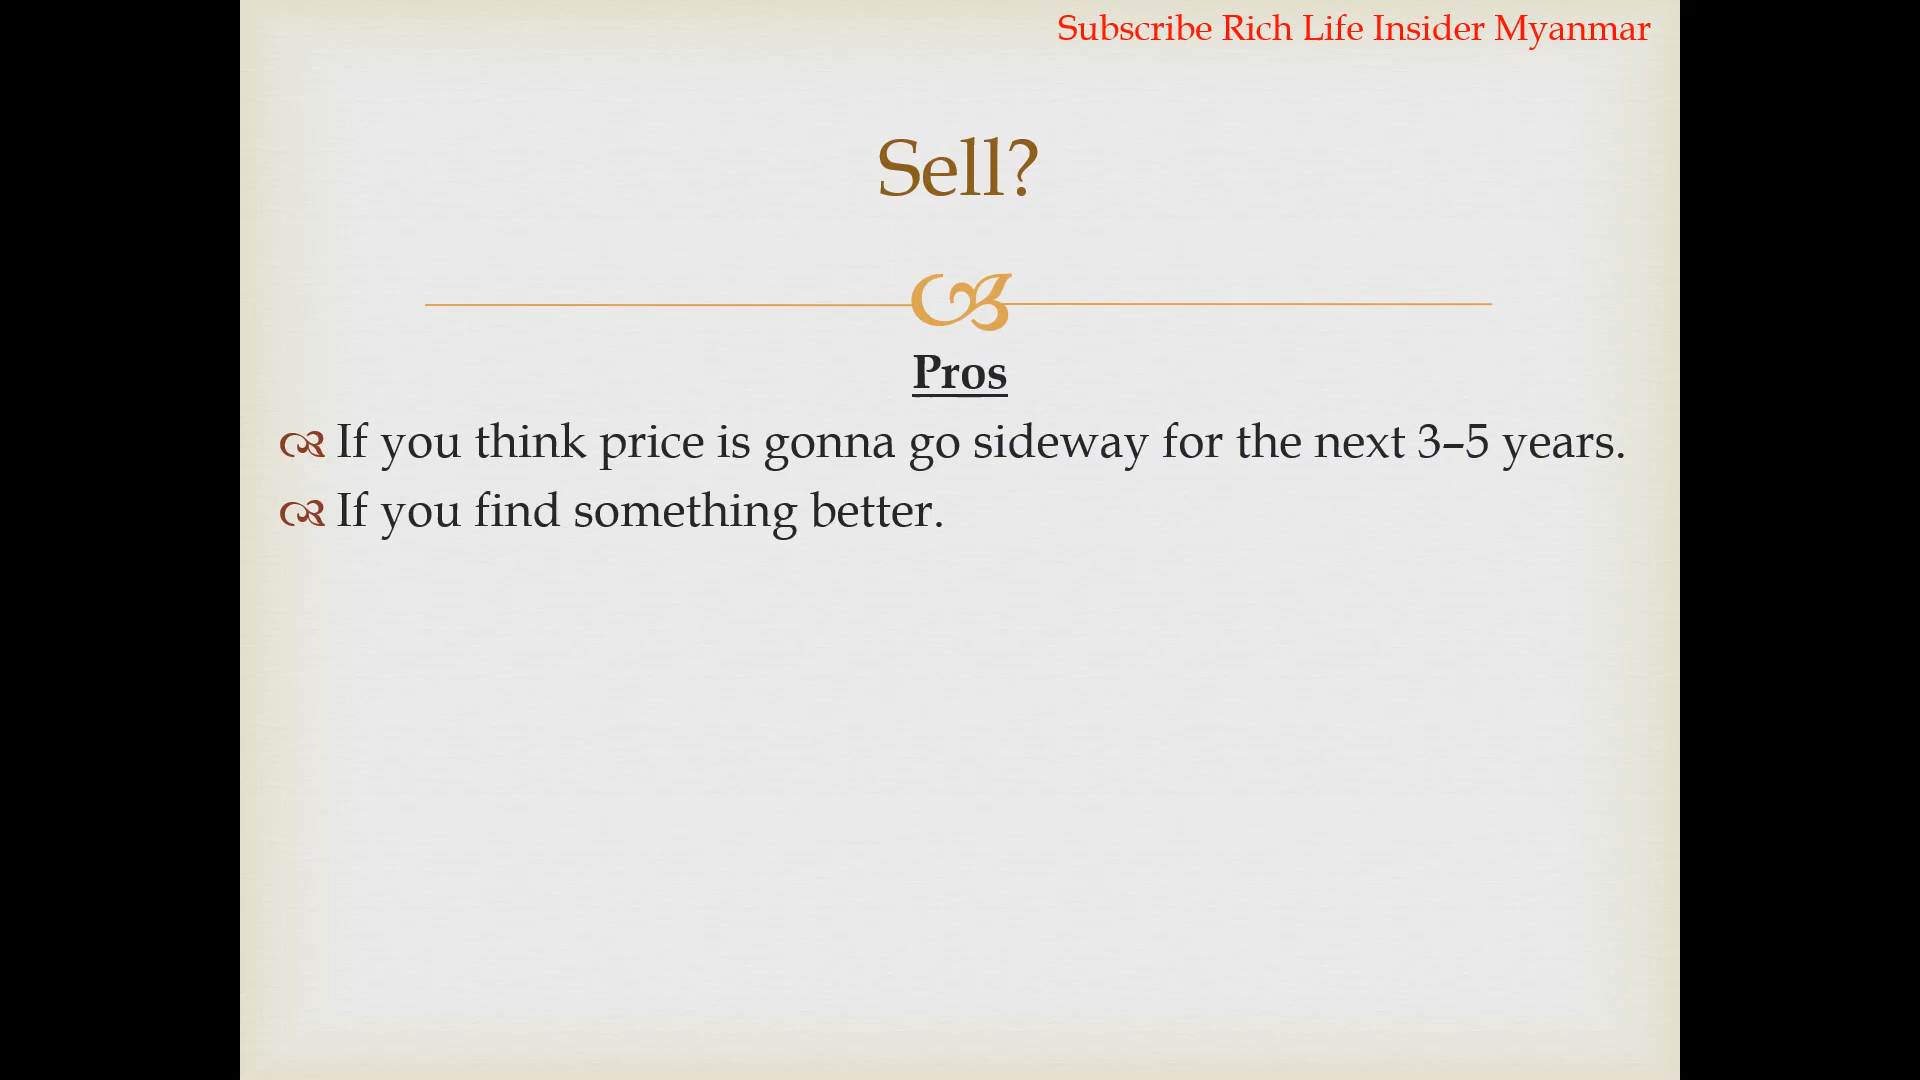 Subscribe Rich Life Insider Myanmar
Sell?
Pros
If you think price is gonna go sideway for the next 3–5 years.
If you find something better.